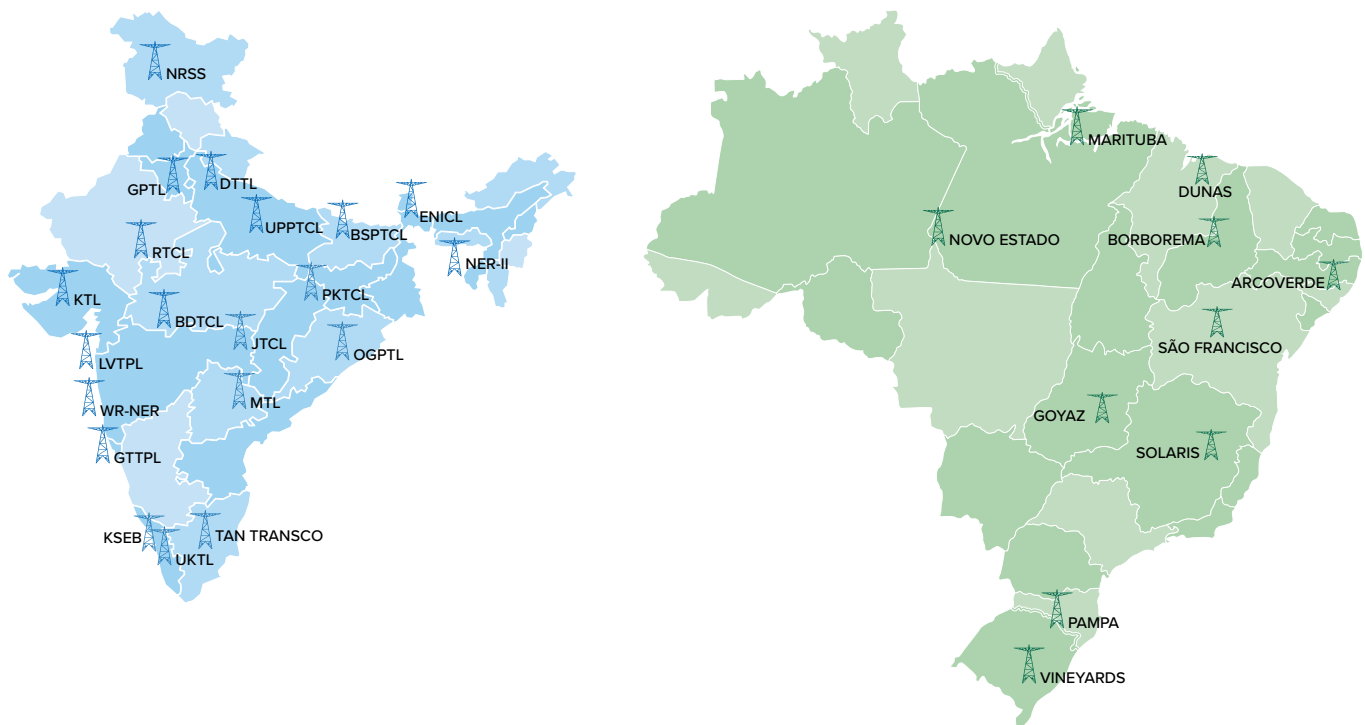 NRSS
GPTL
DTTL
UPPTCL
BSPTCL
ENICL
NER-II
RTCL
KTL
BDTCL
PKTCL
JTCL
OGPTL
LVTPL
WR-NER
MTL
GTTPL
KSEB
TAN TRANSCO
UKTL
MARITUBA
DUNAS
NOVO ESTADO
BORBOREMA
ARCOVERDE
SÃO FRANCISCO
GOYAZ
SOLARIS
PAMPA
VINEYARDS